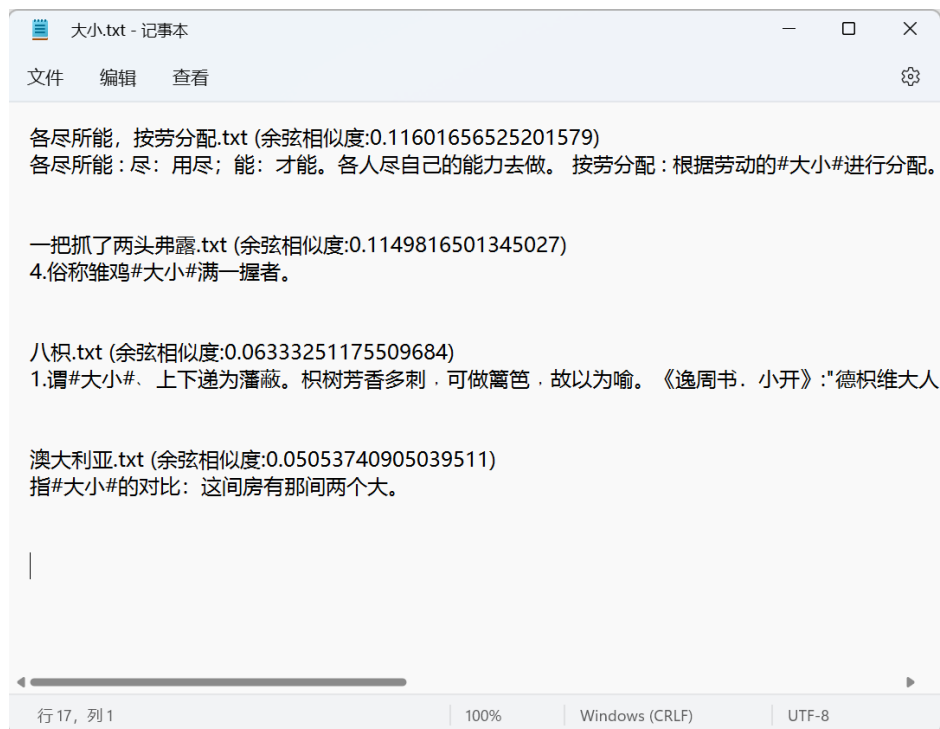 大小.txt - 记事本
文件 编辑 查看
各尽所能，按劳分配.txt (余弦相似度:0.11601656525201579)
各尽所能 : 尽：用尽；能：才能。各人尽自己的能力去做。 按劳分配 : 根据劳动的#大小#进行分配。
一把抓了两头弗露.txt (余弦相似度:0.1149816501345027)
4.俗称雏鸡#大小#满一握者。
八枳.txt (余弦相似度:0.06333251175509684)
1.谓#大小#﹑上下递为藩蔽。枳树芳香多刺﹐可做篱笆﹐故以为喻。《逸周书．小开》:"德枳维大人
澳大利亚.txt (余弦相似度:0.05053740905039511)
指#大小#的对比：这间房有那间两个大。
行 17，列 1 100% Windows (CRLF) UTF-8